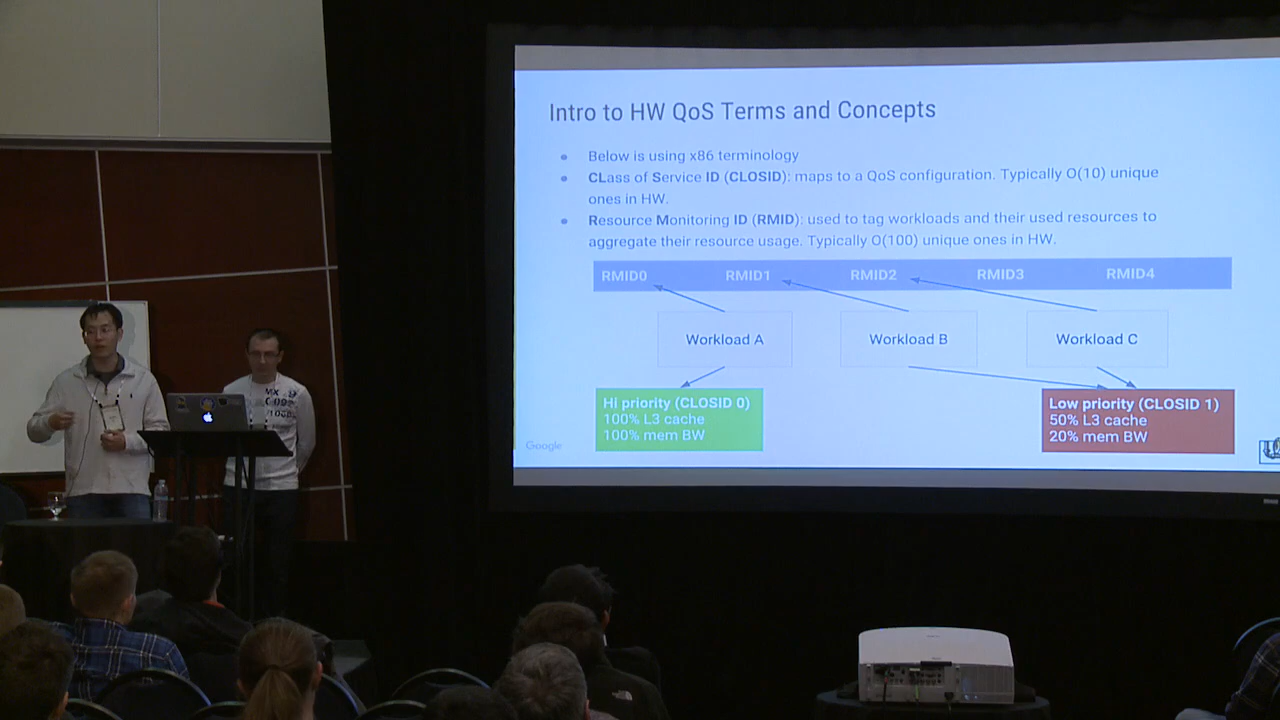 Intro to HW QoS Terms and Concepts
Below is using x86 terminology
CLass of Service ID (CLOSID): maps to a QoS configuration. Typically O(10) unique
ones in HW.
Resource Monitoring ID (RMID): used to tag workloads and their used resources to
aggregate their resource usage. Typically O(100) unique ones in HW.
RMID0 RMID1 RMID2 RMID3 RMID4
Workload A Workload B Workload C
Hi priority (CLOSID 0)
100% L3 cache
100% mem BW
Low priority (CLOSID 1)
50% L3 cache
20% mem BW
Google